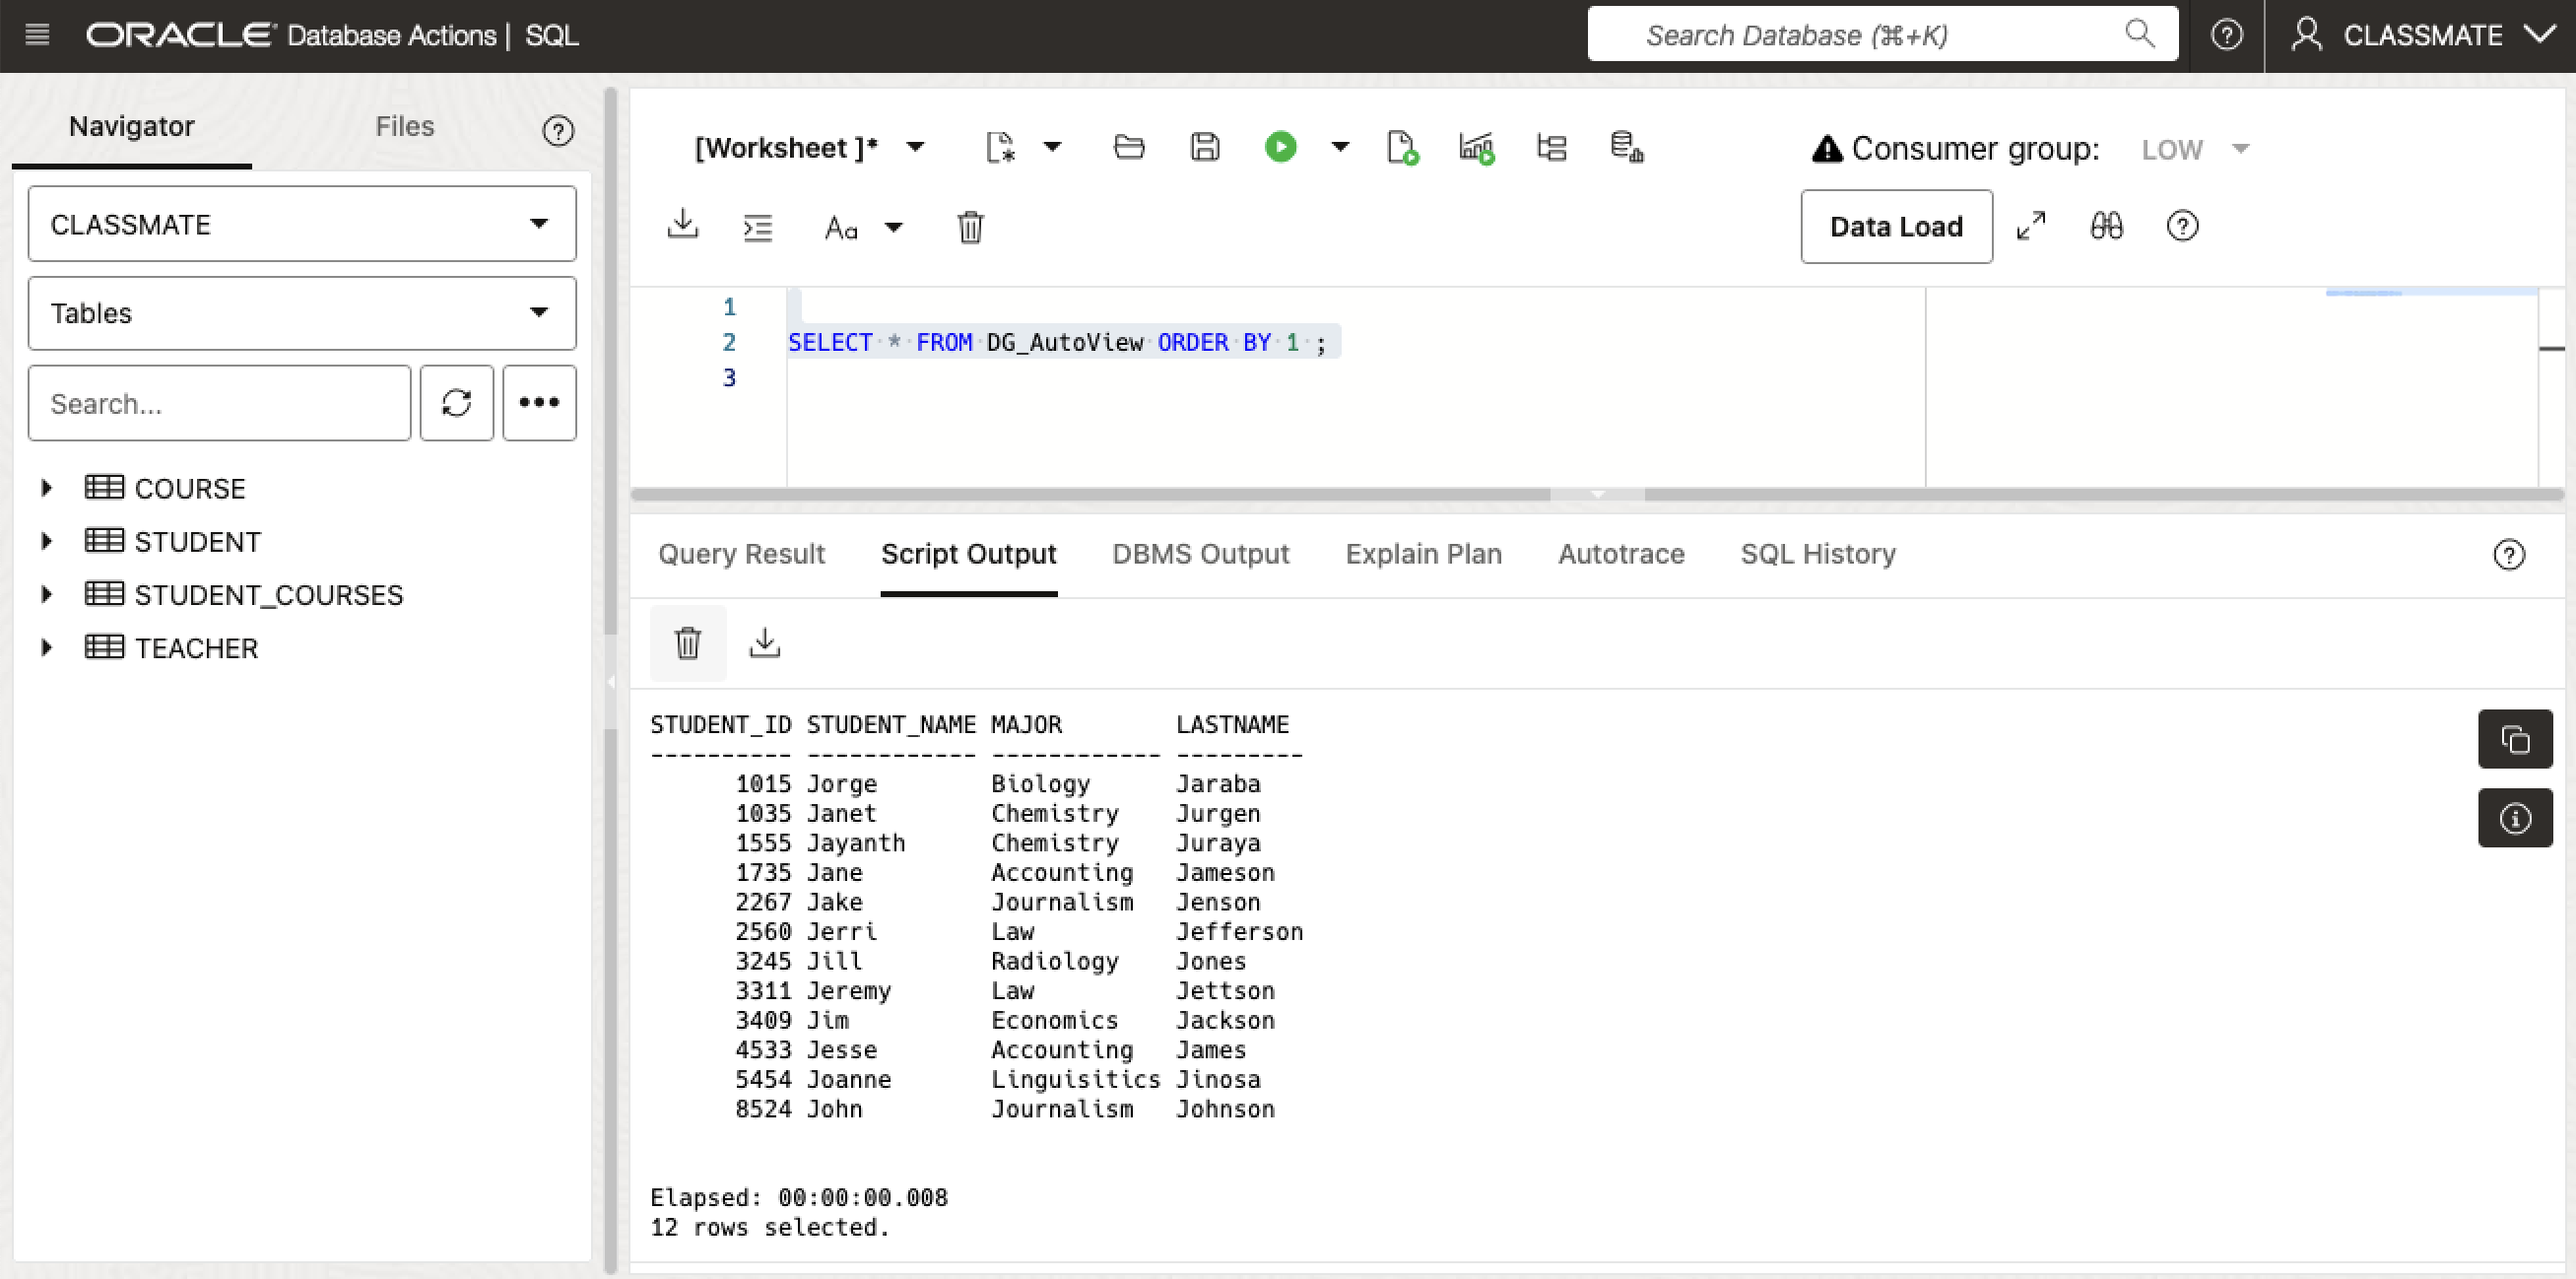 ORACLE Database Actions | SQL
Search Database (⌘+K)
CLASSMATE
Navigator
Files
CLASSMATE
Tables
Search...
COURSE
STUDENT
STUDENT_COURSES
TEACHER
[Worksheet ]*
Consumer group: LOW
Aa
Data Load
1
2 SELECT * FROM DG_AutoView ORDER BY 1 ;
3
Query Result Script Output DBMS Output Explain Plan Autotrace SQL History
STUDENT_ID STUDENT_NAME MAJOR        LASTNAME
---------- ------------ ------------ ---------
      1015 Jorge        Biology      Jaraba
      1035 Janet        Chemistry    Jurgen
      1555 Jayanth      Chemistry    Juraya
      1735 Jane         Accounting   Jameson
      2267 Jake         Journalism   Jenson
      2560 Jerri        Law          Jefferson
      3245 Jill         Radiology    Jones
      3311 Jeremy       Law          Jettson
      3409 Jim          Economics    Jackson
      4533 Jesse        Accounting   James
      5454 Joanne       Linguisitics Jinosa
      8524 John         Journalism   Johnson
Elapsed: 00:00:00.008
12 rows selected.